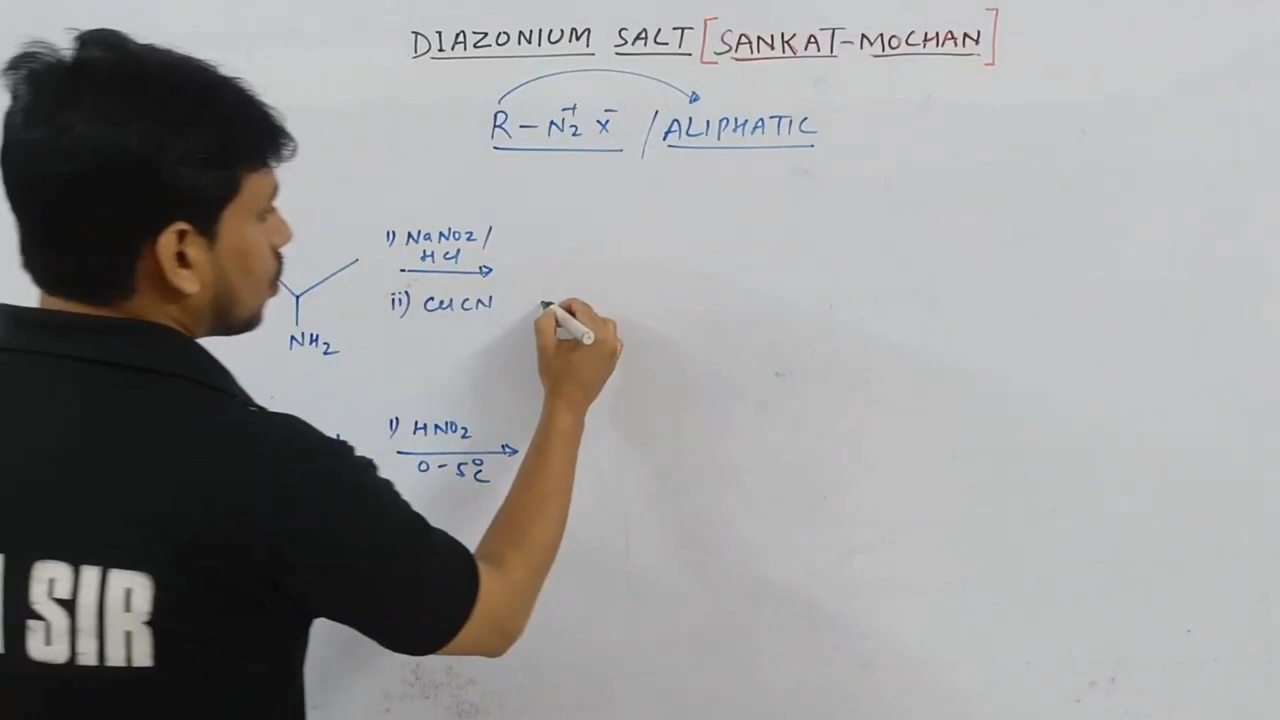 DIAZONIUM SALT [SANKAT-MOCHAN]
R-N2+ X- / ALIPHATIC
i) NaNO2/
HCl
ii) CuCN
NH2
i) HNO2
0-5°C
SIR